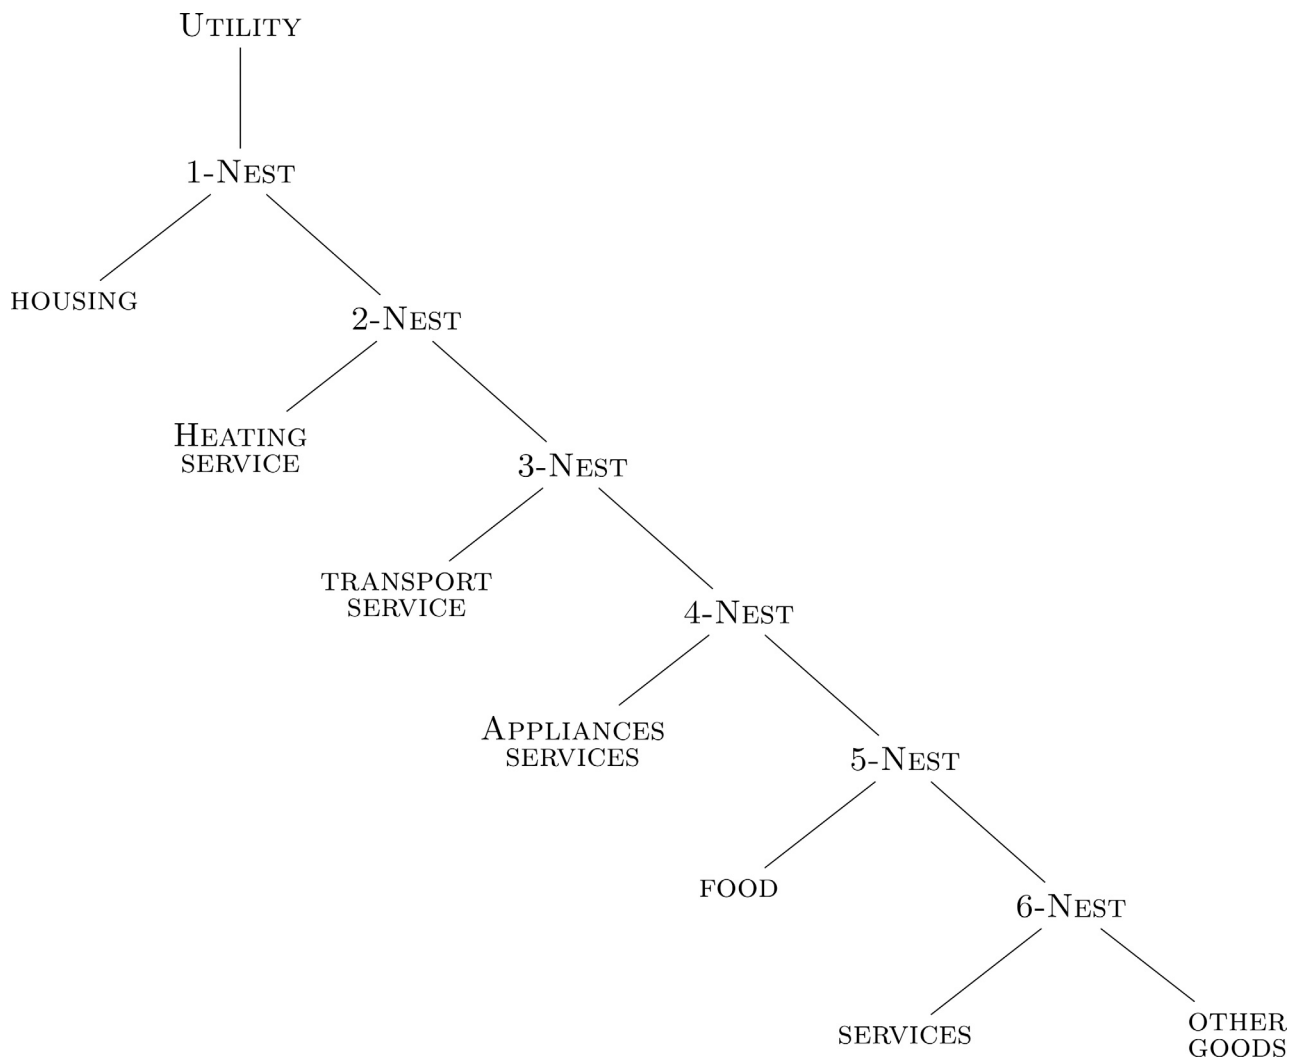 Utility
1-Nest
housing
2-Nest
Heating
service
3-Nest
transport
service
4-Nest
Appliances
services
5-Nest
food
6-Nest
services
other
goods